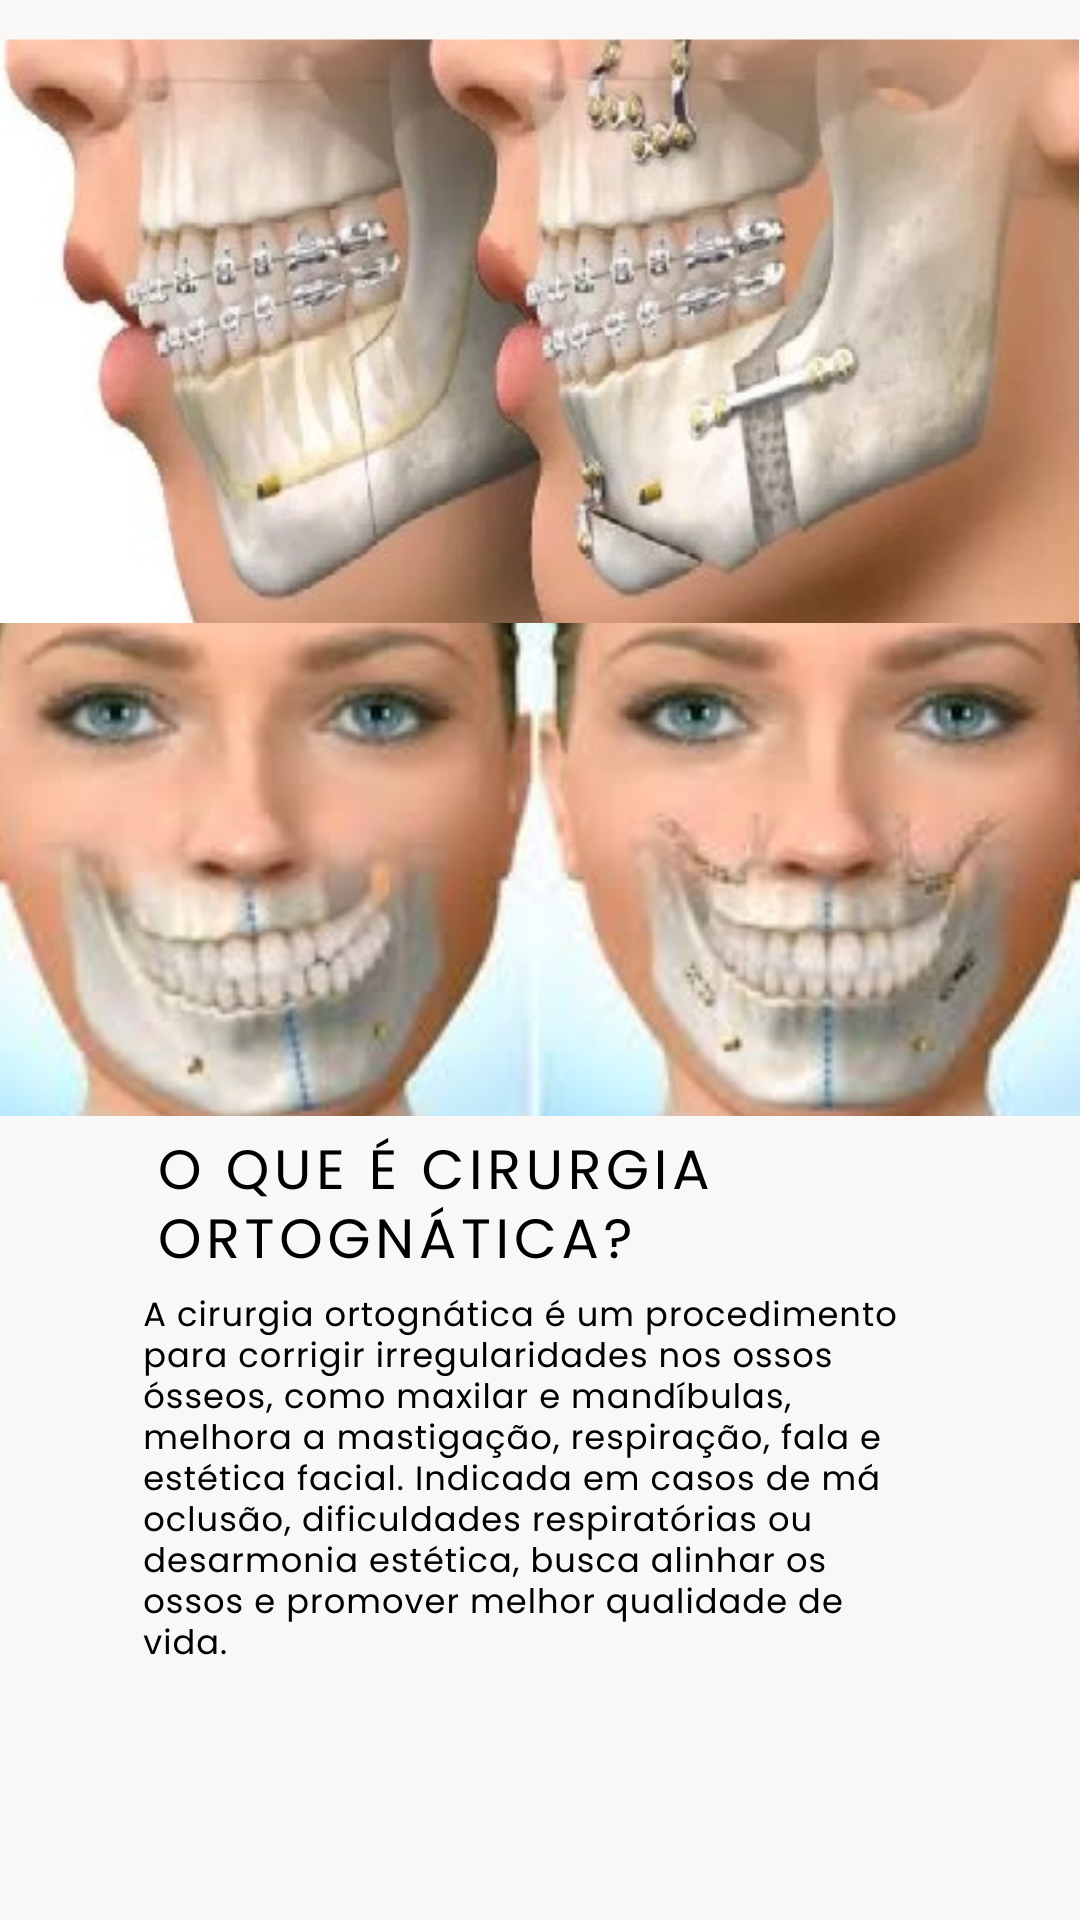 O QUE É CIRURGIA
ORTOGNÁTICA?
A cirurgia ortognática é um procedimento
para corrigir irregularidades nos ossos
ósseos, como maxilar e mandíbulas,
melhora a mastigação, respiração, fala e
estética facial. Indicada em casos de má
oclusão, dificuldades respiratórias ou
desarmonia estética, busca alinhar os
ossos e promover melhor qualidade de
vida.